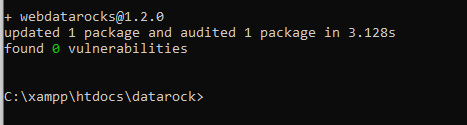 + webdatarocks@1.2.0
updated 1 package and audited 1 package in 3.128s
found 0 vulnerabilities
C:\xampp\htdocs\datarock>